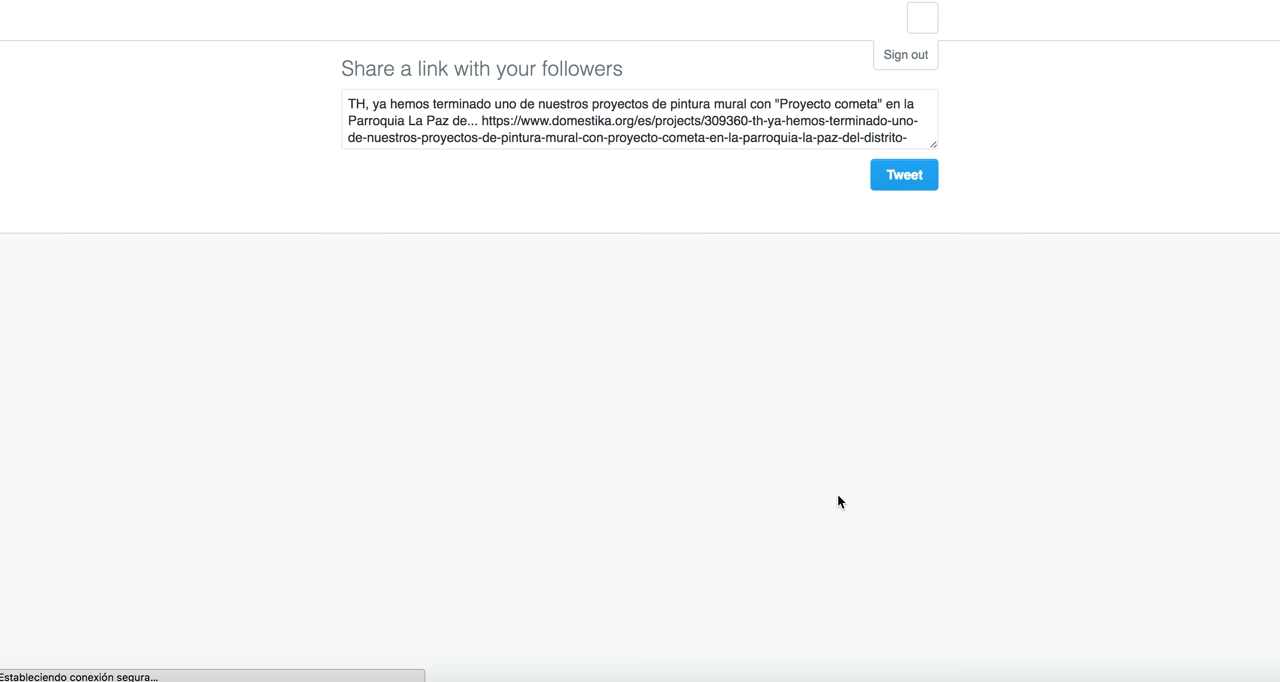 Sign out
Share a link with your followers
TH, ya hemos terminado uno de nuestros proyectos de pintura mural con "Proyecto cometa" en la
Parroquia La Paz de... https://www.domestika.org/es/projects/309360-th-ya-hemos-terminado-uno-
de-nuestros-proyectos-de-pintura-mural-con-proyecto-cometa-en-la-parroquia-la-paz-del-distrito-
Tweet
Estableciendo conexión segura...